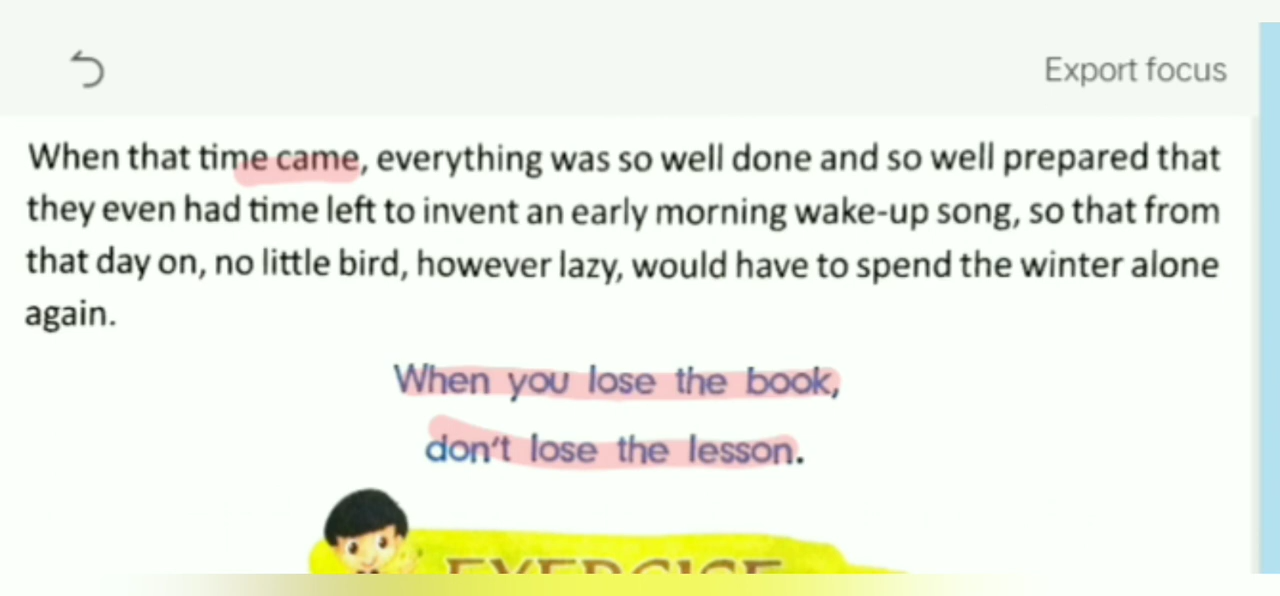 Export focus
When that time came, everything was so well done and so well prepared that
they even had time left to invent an early morning wake-up song, so that from
that day on, no little bird, however lazy, would have to spend the winter alone
again.
When you lose the book,
don't lose the lesson.
EXERCISE